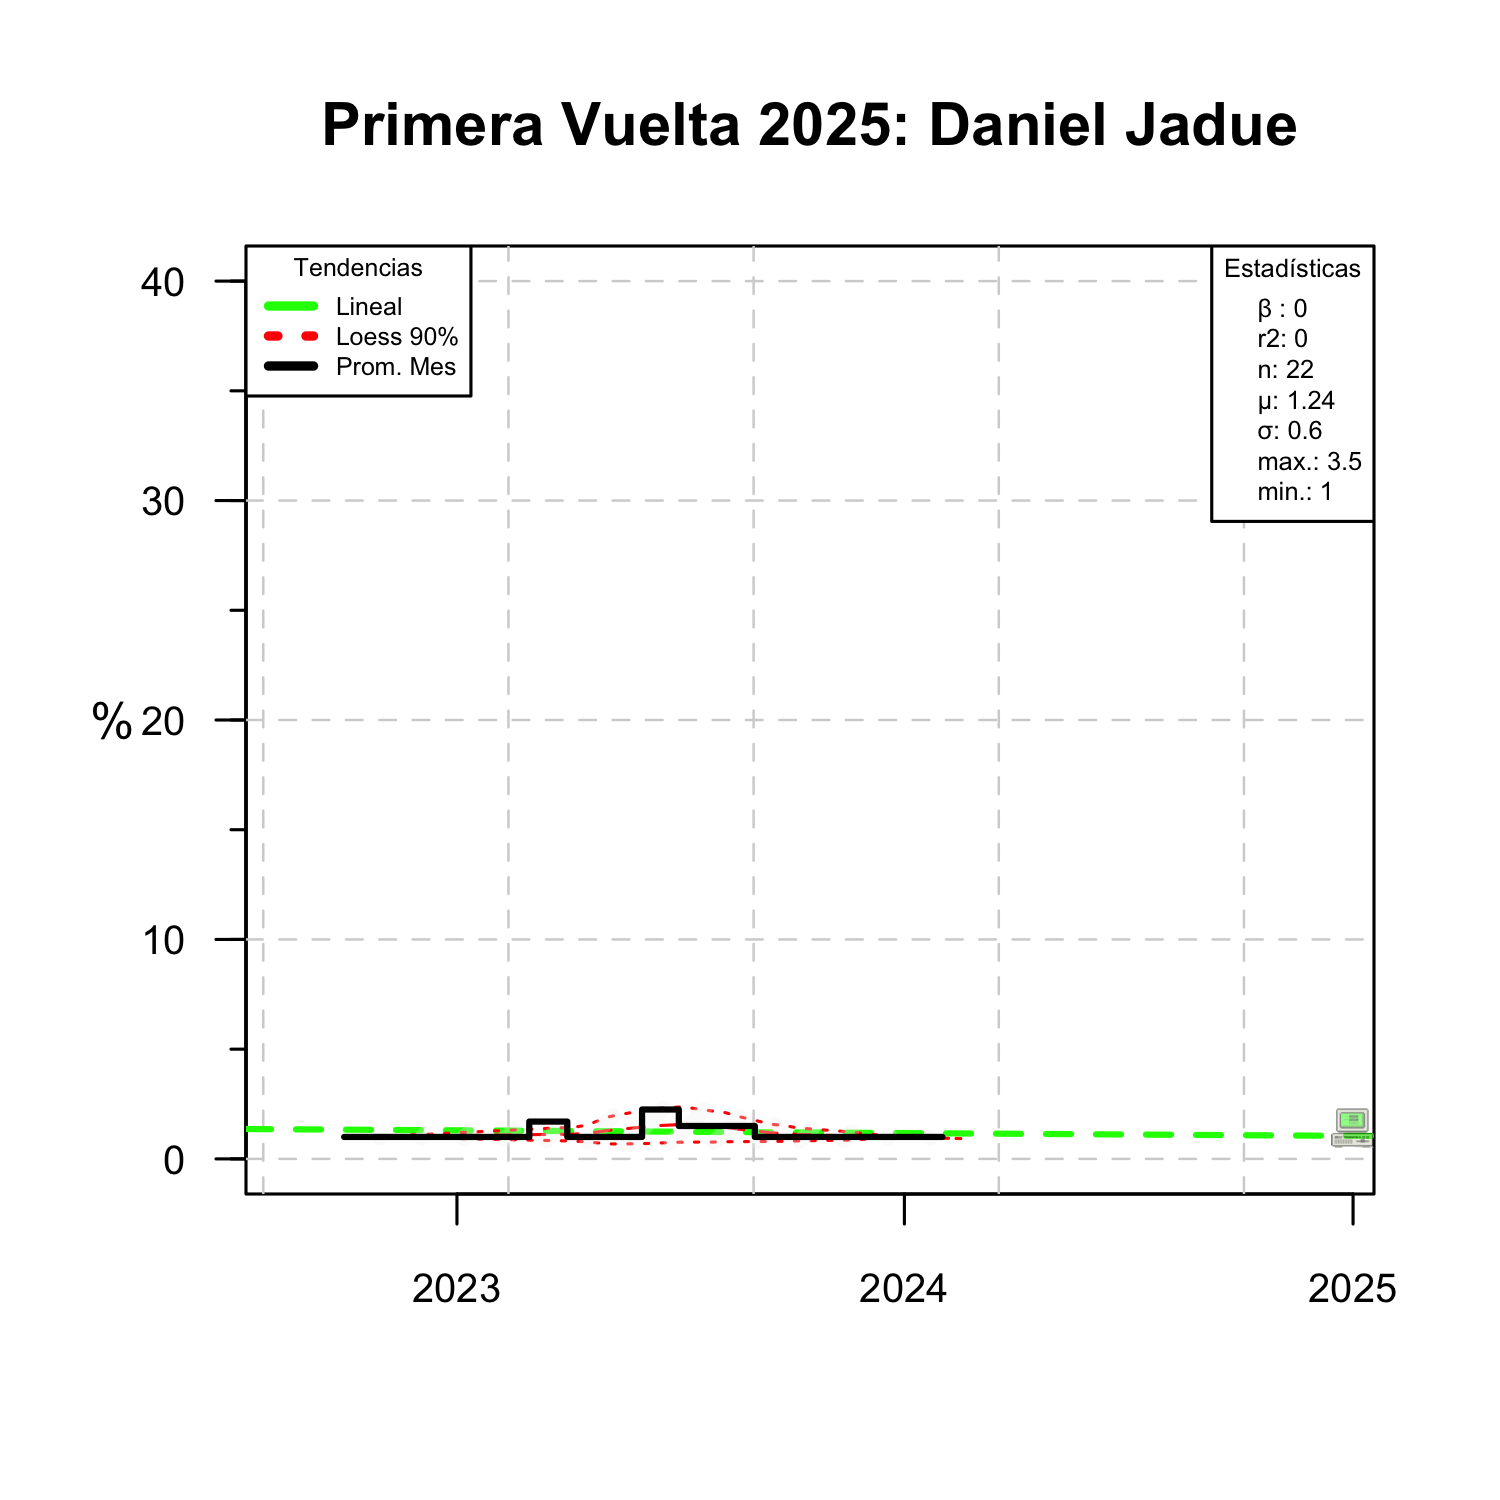 Primera Vuelta 2025: Daniel Jadue
Tendencias
Lineal
Loess 90%
Prom. Mes
Estadísticas
β : 0
r2: 0
n: 22
μ: 1.24
σ: 0.6
max.: 3.5
min.: 1
40
30
%
20
10
0
2023
2024
2025